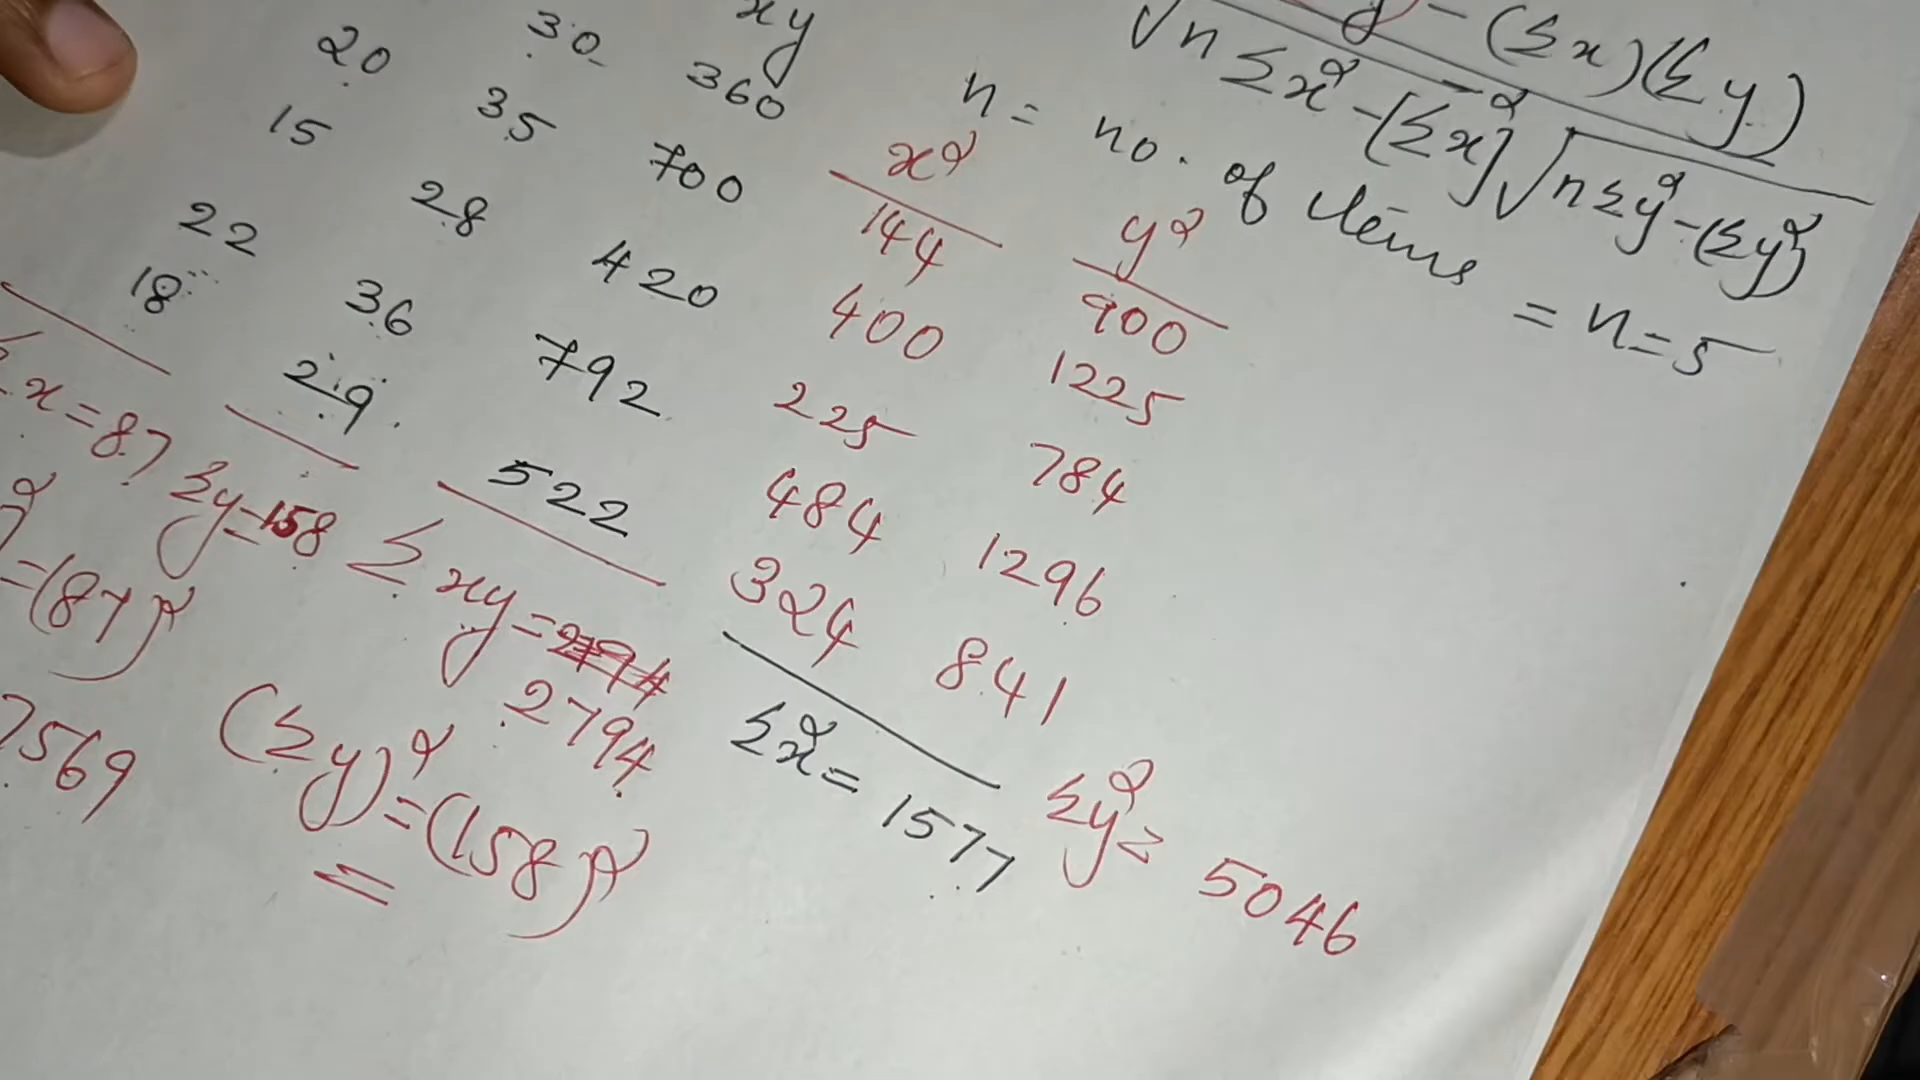 y - (Σx)(Σy)
√nΣx² - (Σx)² √nΣy² - (Σy)²
n = no. of items = n = 5
xy x² y²
30 360 144 900
20 35 700 400 1225
15 28 420 225 784
22 36 792 484 1296
18 29 522 324 841
Σx = 87 Σy = 158 Σxy = 2794 Σx² = 1577 Σy² = 5046
2794
² = (87)²
7569
(Σy)² = (158)²
=